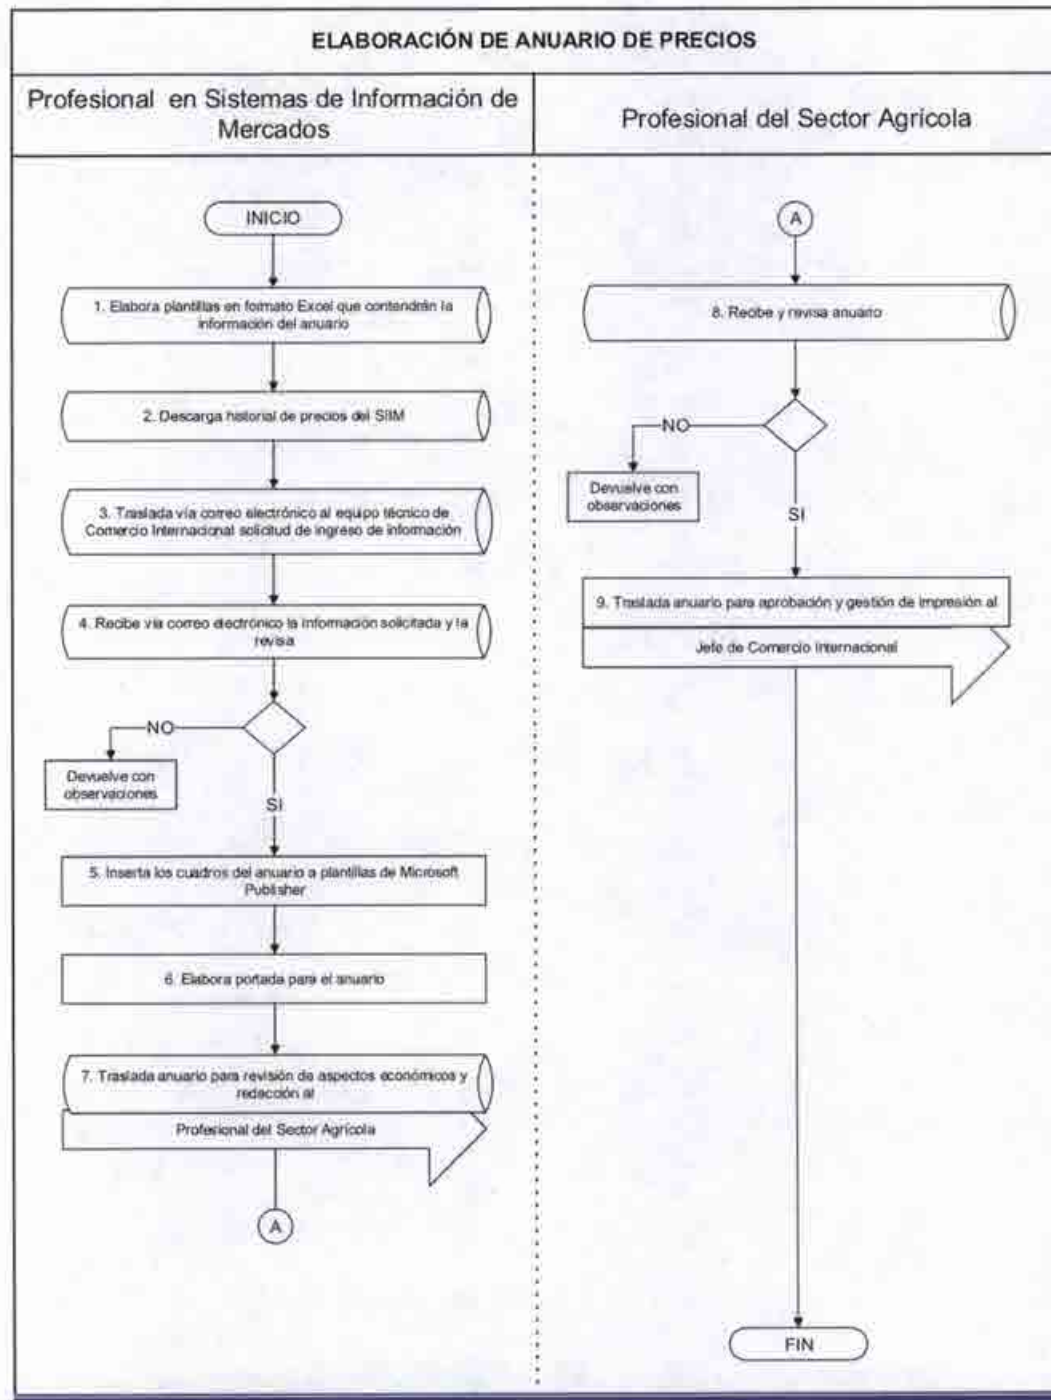 ELABORACIÓN DE ANUARIO DE PRECIOS
Profesional en Sistemas de Información de
Mercados
INICIO
1. Elabora plantillas en formato Excel que contendrán la
información del anuario
2. Descarga historial de precios del SIIM
3. Traslada vía correo electrónico al equipo técnico de
Comercio Internacional solicitud de ingreso de información
4. Recibe vía correo electrónico la información solicitada y la
revisa
NO
Devuelve con
observaciones
SI
5. Inserta los cuadros del anuario a plantillas de Microsoft
Publisher
6. Elabora portada para el anuario
7. Traslada anuario para revisión de aspectos económicos y
redacción al
Profesional del Sector Agrícola
A
Profesional del Sector Agrícola
A
8. Recibe y revisa anuario
NO
Devuelve con
observaciones
SI
9. Traslada anuario para aprobación y gestión de impresión al
Jefe de Comercio Internacional
FIN